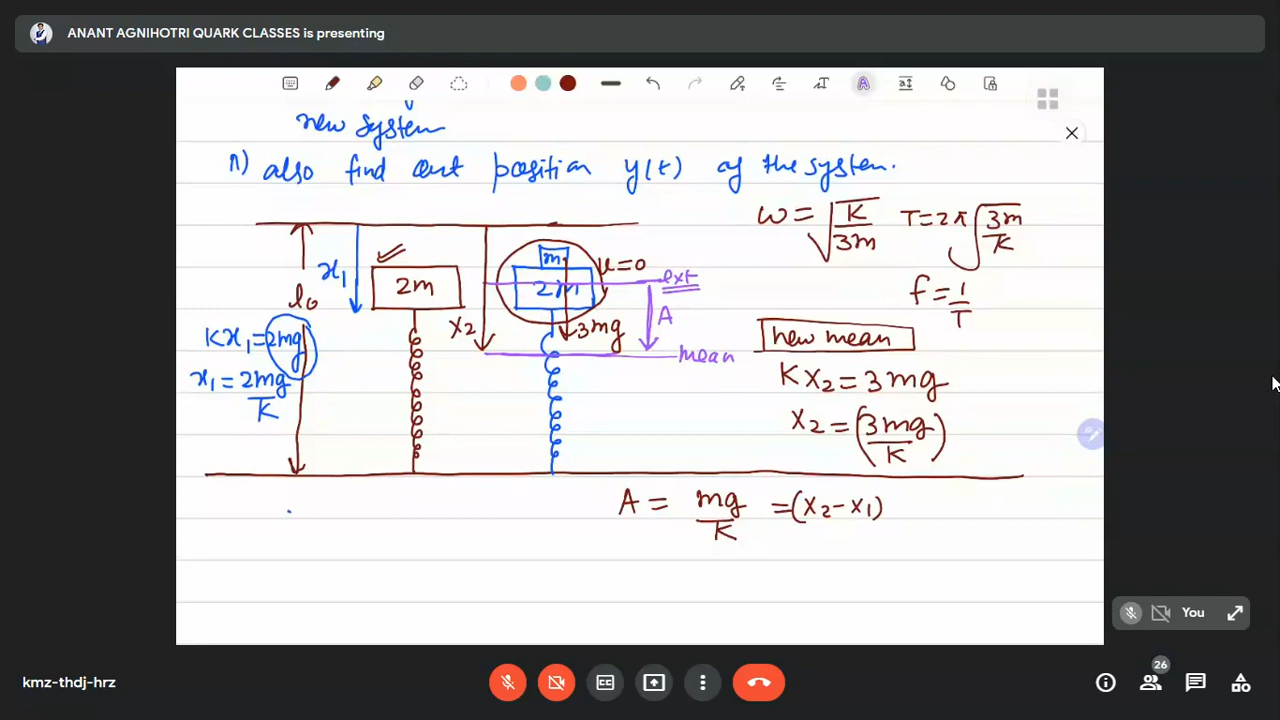 ANANT AGNIHOTRI QUARK CLASSES is presenting
new system
11) also find out position y(t) of the system.
ω = √K/3m T = 2π √3m/K
f = 1/T
x1
l0
2m
m
2m
u=0
ext
A
mean
x2
3mg
Kx1 = 2mg
x1 = 2mg/K
new mean
Kx2 = 3mg
x2 = (3mg/K)
A = mg/K = (x2 - x1)
You
kmz-thdj-hrz
CC
26